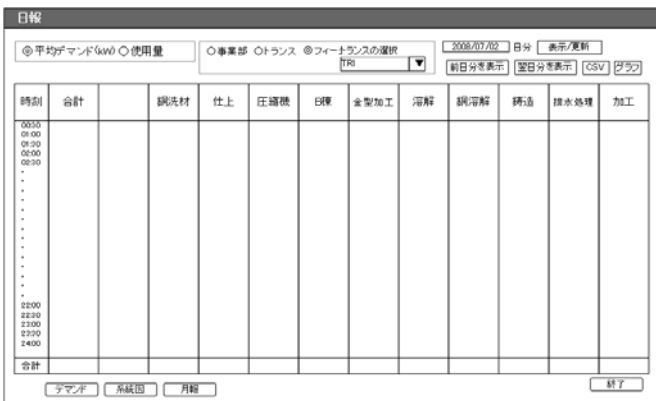 日報
◎平均デマンド(kW) ○使用量
○事業部 ○トランス ◎フィートランスの選択
TRI ▼
2008/07/02 日分 表示/更新
前日分を表示 翌日分を表示 CSV グラフ
時刻 合計 銅洗材 仕上 圧縮機 B棟 金型加工 溶解 銅溶解 鋳造 排水処理 加工
00:30
01:00
01:30
02:00
02:30
22:00
22:30
23:00
23:30
24:00
合計
デマンド 系統図 月報
終了